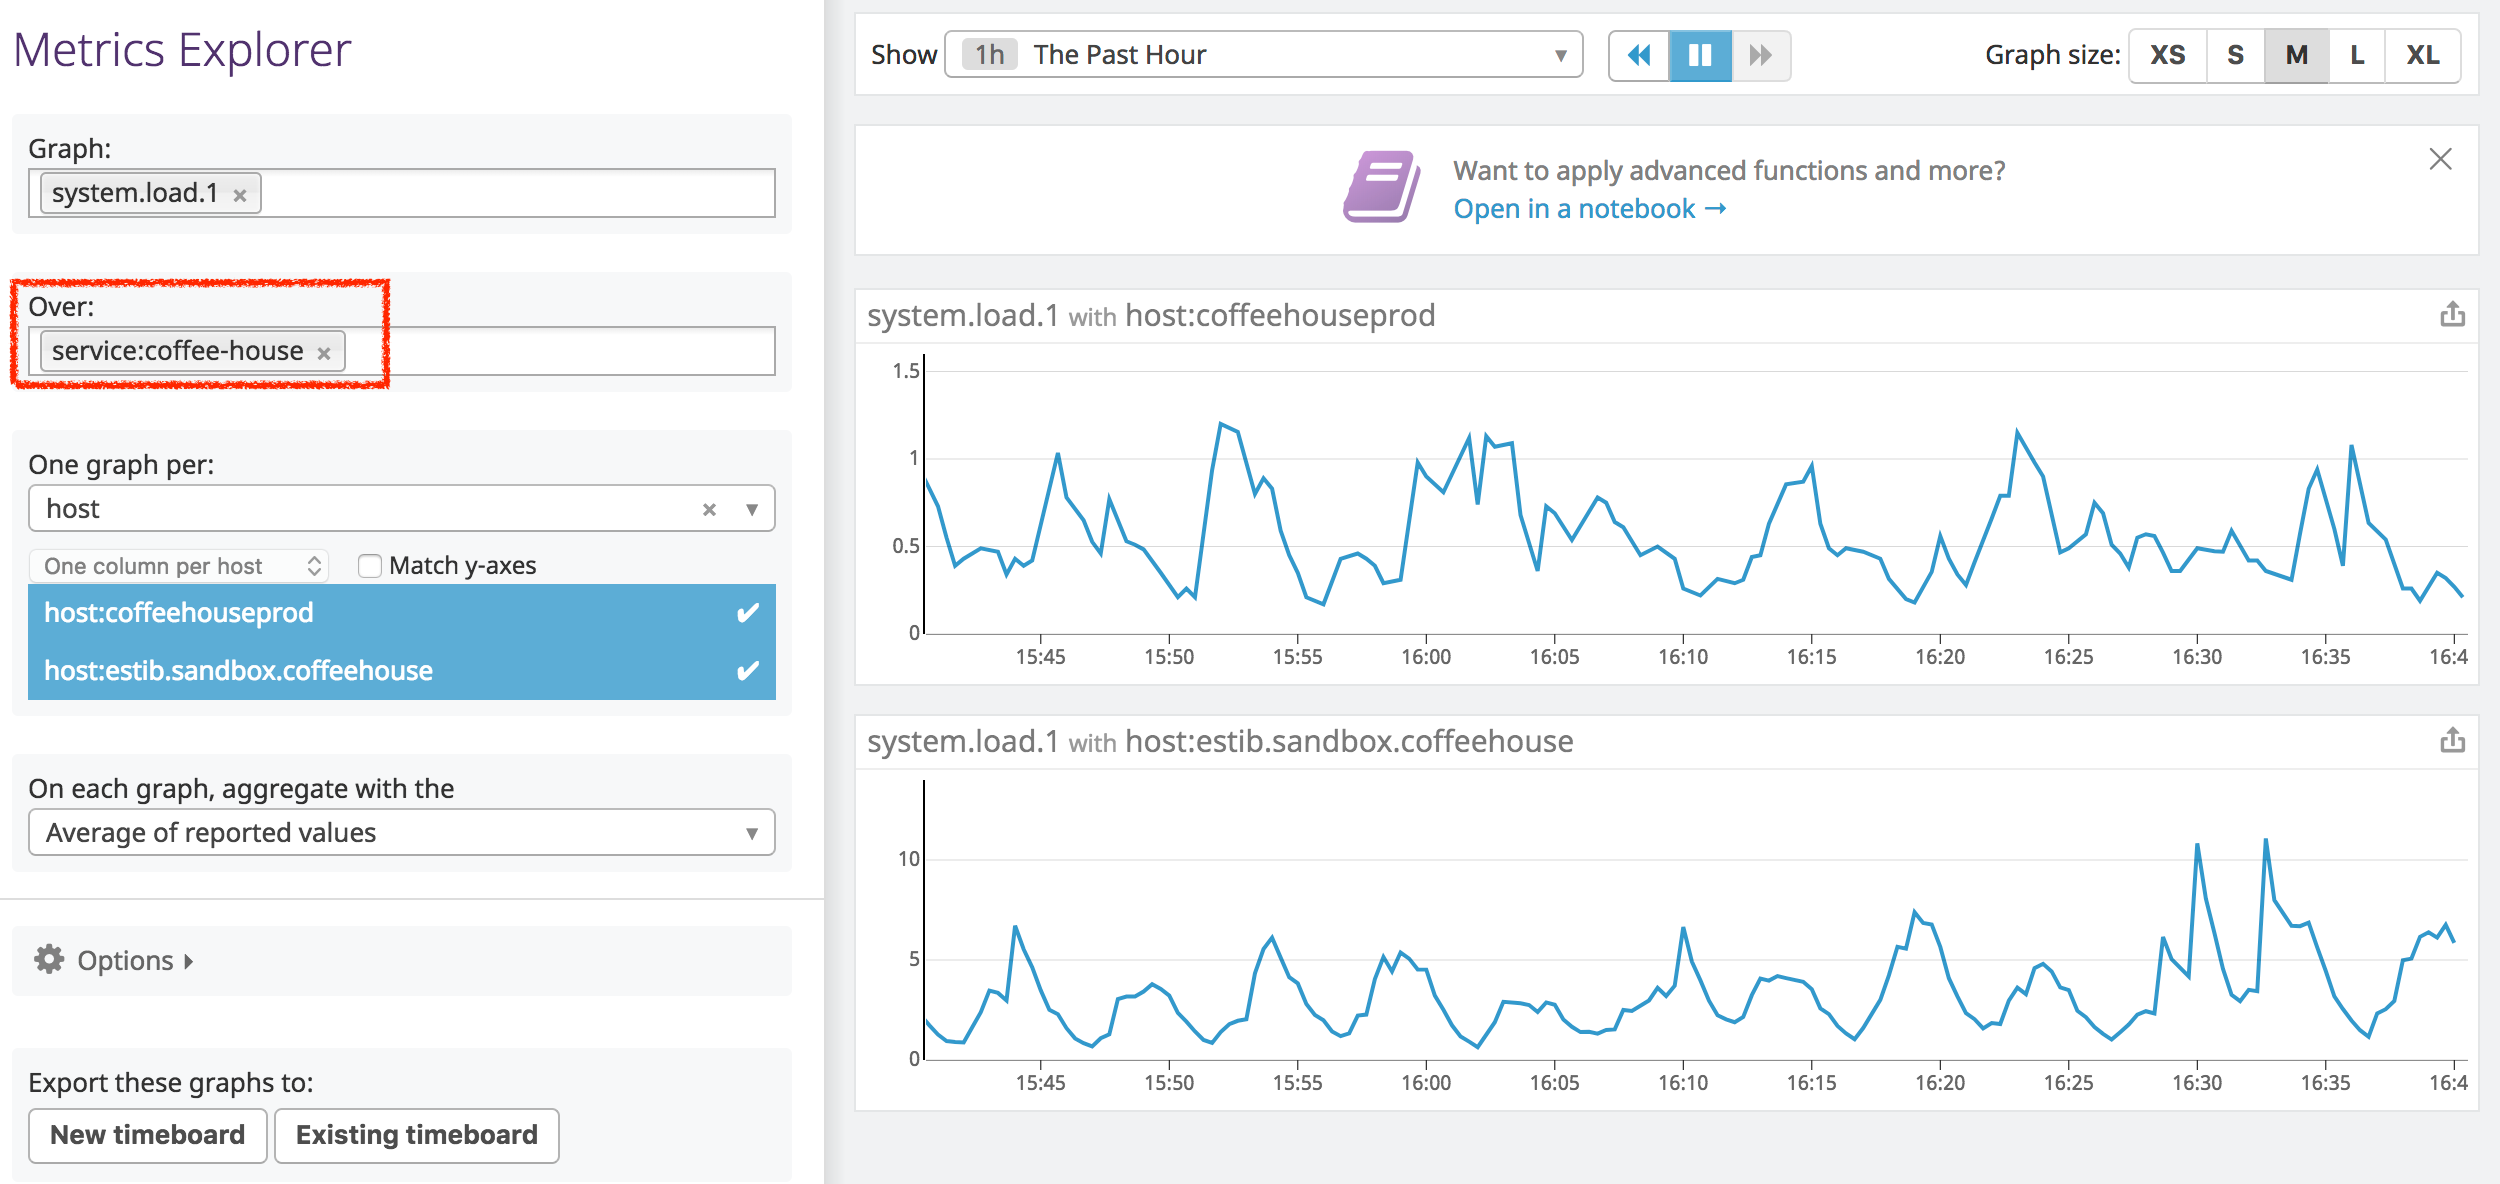 Metrics Explorer
Graph:
system.load.1 ×
Over:
service:coffee-house ×
One graph per:
host × ▼
One column per host
Match y-axes
host:coffeehouseprod ✔
host:estib.sandbox.coffeehouse ✔
On each graph, aggregate with the
Average of reported values ▼
Options
Export these graphs to:
New timeboard Existing timeboard
Show 1h The Past Hour ▼
Graph size: XS S M L XL
Want to apply advanced functions and more?
Open in a notebook →
system.load.1 with host:coffeehouseprod
1.5
1
0.5
0
15:45 15:50 15:55 16:00 16:05 16:10 16:15 16:20 16:25 16:30 16:35 16:4
system.load.1 with host:estib.sandbox.coffeehouse
10
5
0
15:45 15:50 15:55 16:00 16:05 16:10 16:15 16:20 16:25 16:30 16:35 16:4